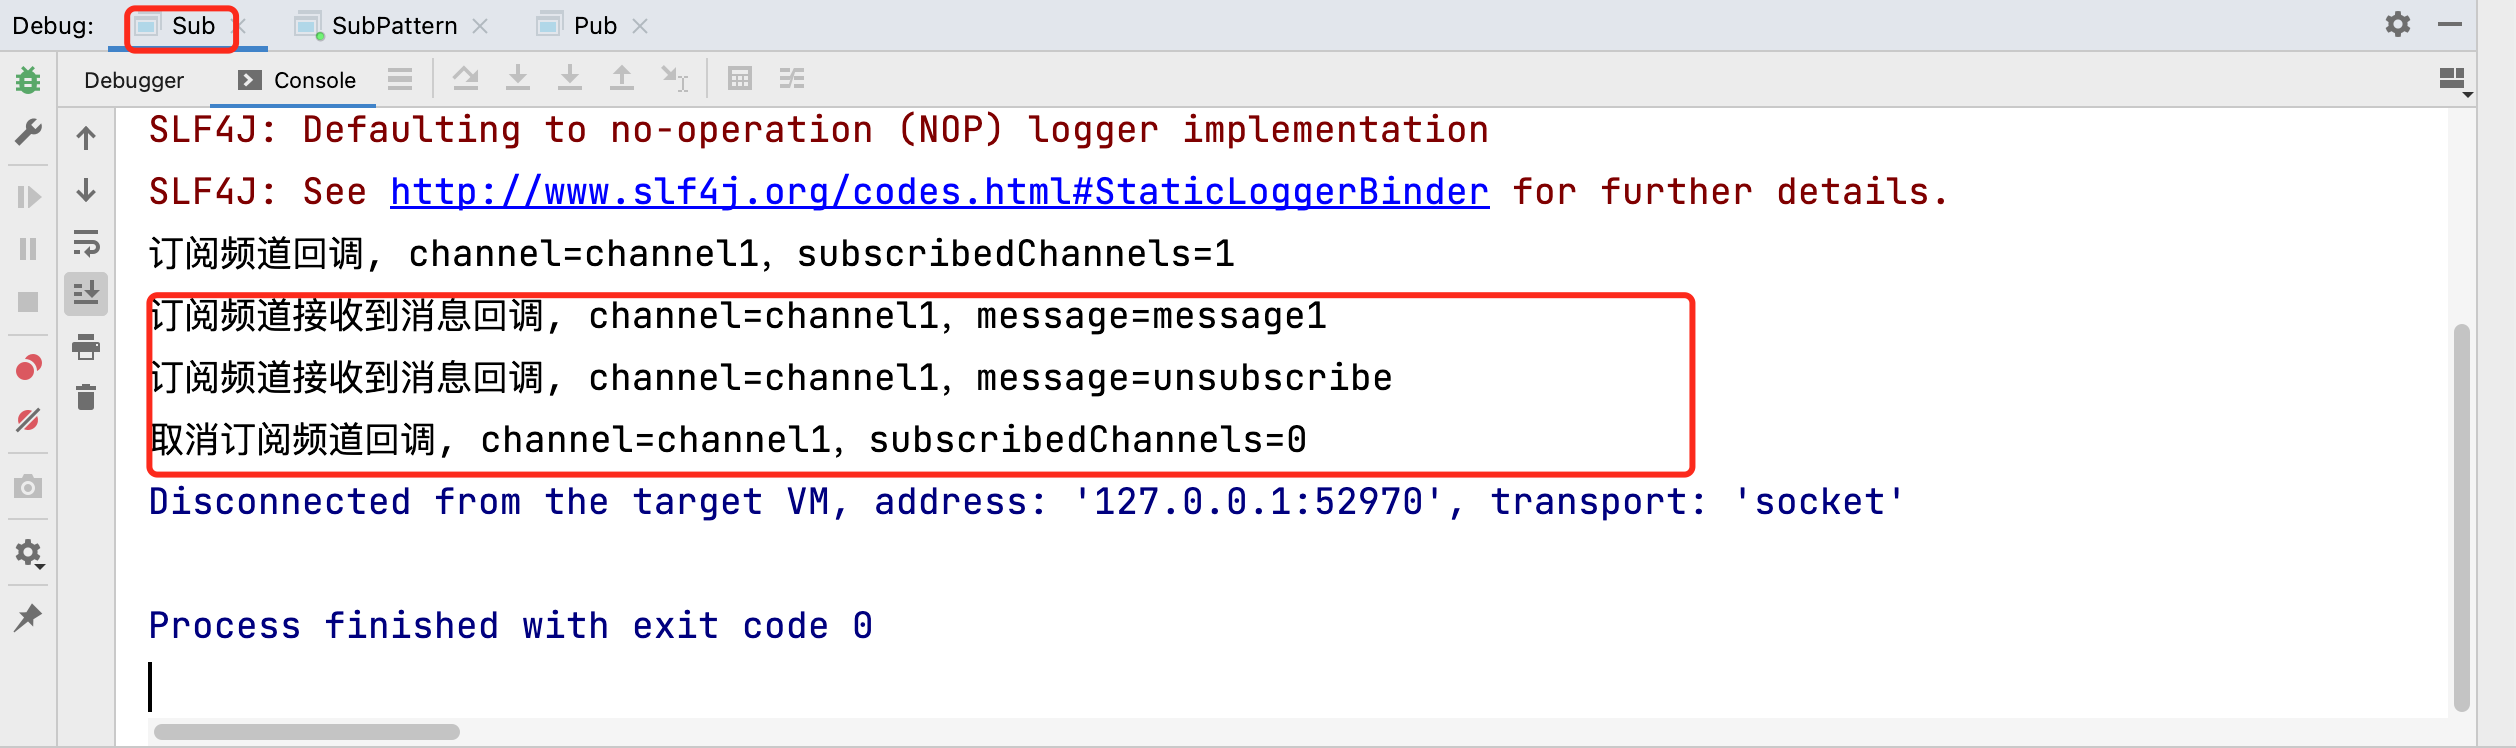 Debug: Sub SubPattern Pub
Debugger Console
SLF4J: Defaulting to no-operation (NOP) logger implementation
SLF4J: See http://www.slf4j.org/codes.html#StaticLoggerBinder for further details.
订阅频道回调, channel=channel1, subscribedChannels=1
订阅频道接收到消息回调, channel=channel1, message=message1
订阅频道接收到消息回调, channel=channel1, message=unsubscribe
取消订阅频道回调, channel=channel1, subscribedChannels=0
Disconnected from the target VM, address: '127.0.0.1:52970', transport: 'socket'
Process finished with exit code 0